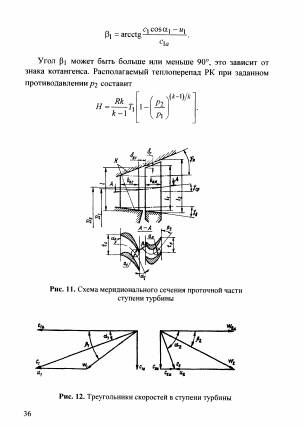 β₁ = arcctg (c₁ cos α₁ − u₁) / c₁ₐ.
Угол β₁ может быть больше или меньше 90°, это зависит от
знака котангенса. Располагаемый теплоперепад РК при заданном
противодавлении p₂ составит
H = Rk / (k − 1) T₁ [1 − (p₂ / p₁)^((k−1)/k)].
A – A
Рис. 11. Схема меридионального сечения проточной части
ступени турбины
Рис. 12. Треугольники скоростей в ступени турбины
36